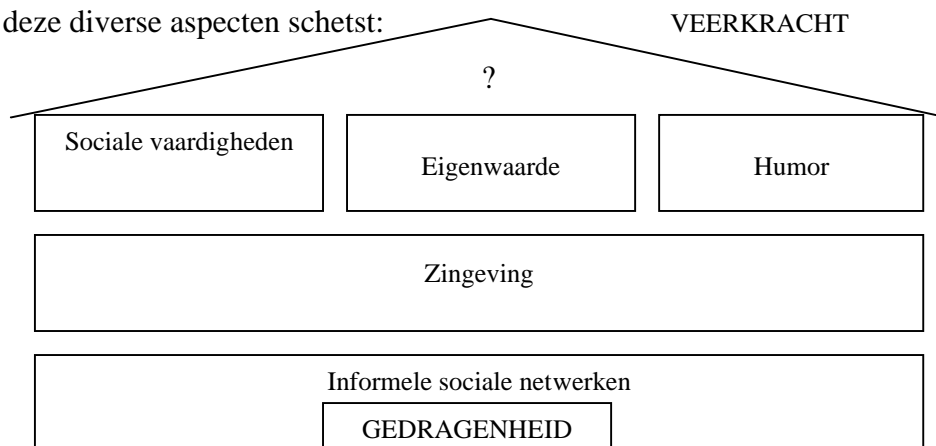 deze diverse aspecten schetst: VEERKRACHT
?
Sociale vaardigheden
Eigenwaarde
Humor
Zingeving
Informele sociale netwerken
GEDRAGENHEID